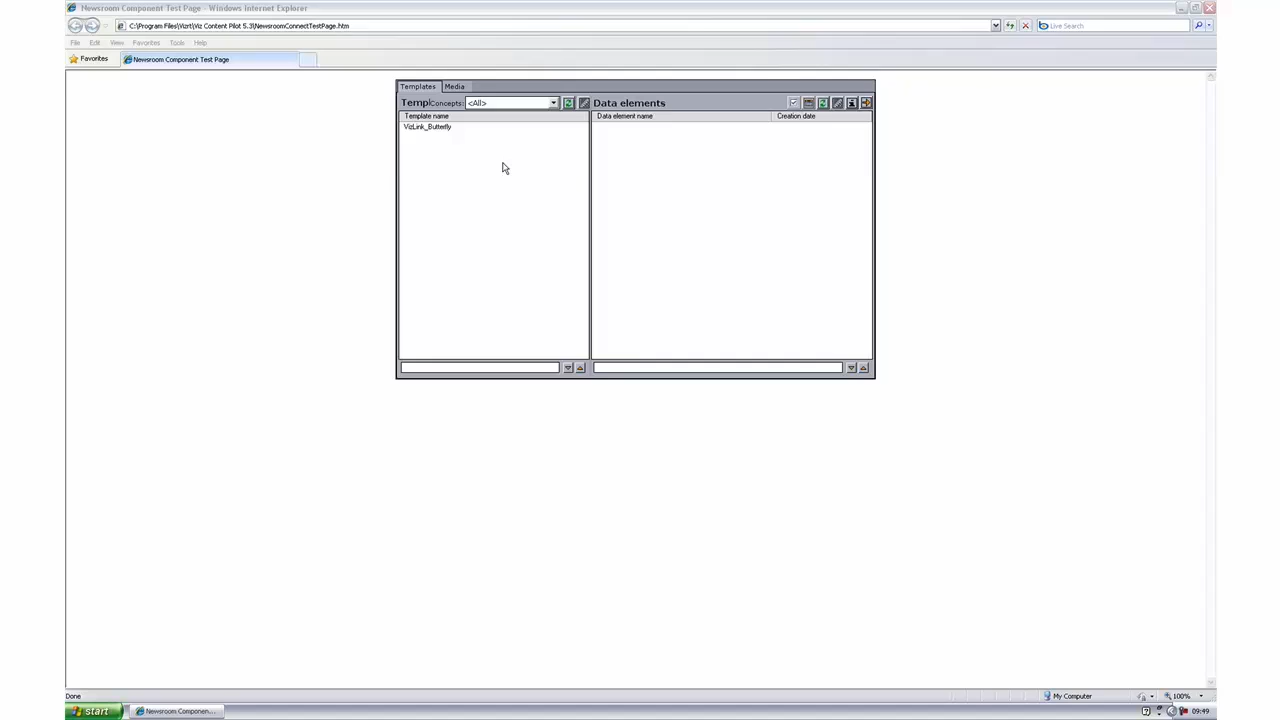 Newsroom Component Test Page - Windows Internet Explorer
C:\Program Files\Vizrt\Viz Content Pilot 5.3\NewsroomConnectTestPage.htm
Live Search
File Edit View Favorites Tools Help
Favorites
Newsroom Component Test Page
Templates Media
Templ Concepts: <All> Data elements
Template name Data element name Creation date
VizLink_Butterfly
Done My Computer 100%
start Newsroom Componen... 09:49